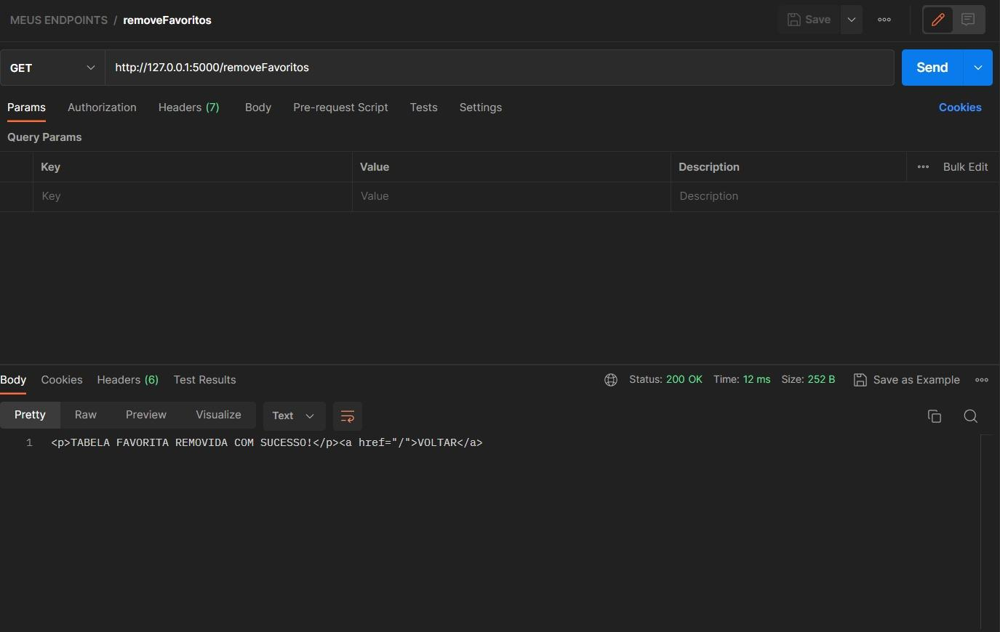 MEUS ENDPOINTS / removeFavoritos
Save
GET
http://127.0.0.1:5000/removeFavoritos
Send
Params Authorization Headers (7) Body Pre-request Script Tests Settings
Cookies
Query Params
Key Value Description Bulk Edit
Key Value Description
Body Cookies Headers (6) Test Results
Status: 200 OK Time: 12 ms Size: 252 B Save as Example
Pretty Raw Preview Visualize Text
1 <p>TABELA FAVORITA REMOVIDA COM SUCESSO!</p><a href="/">VOLTAR</a>